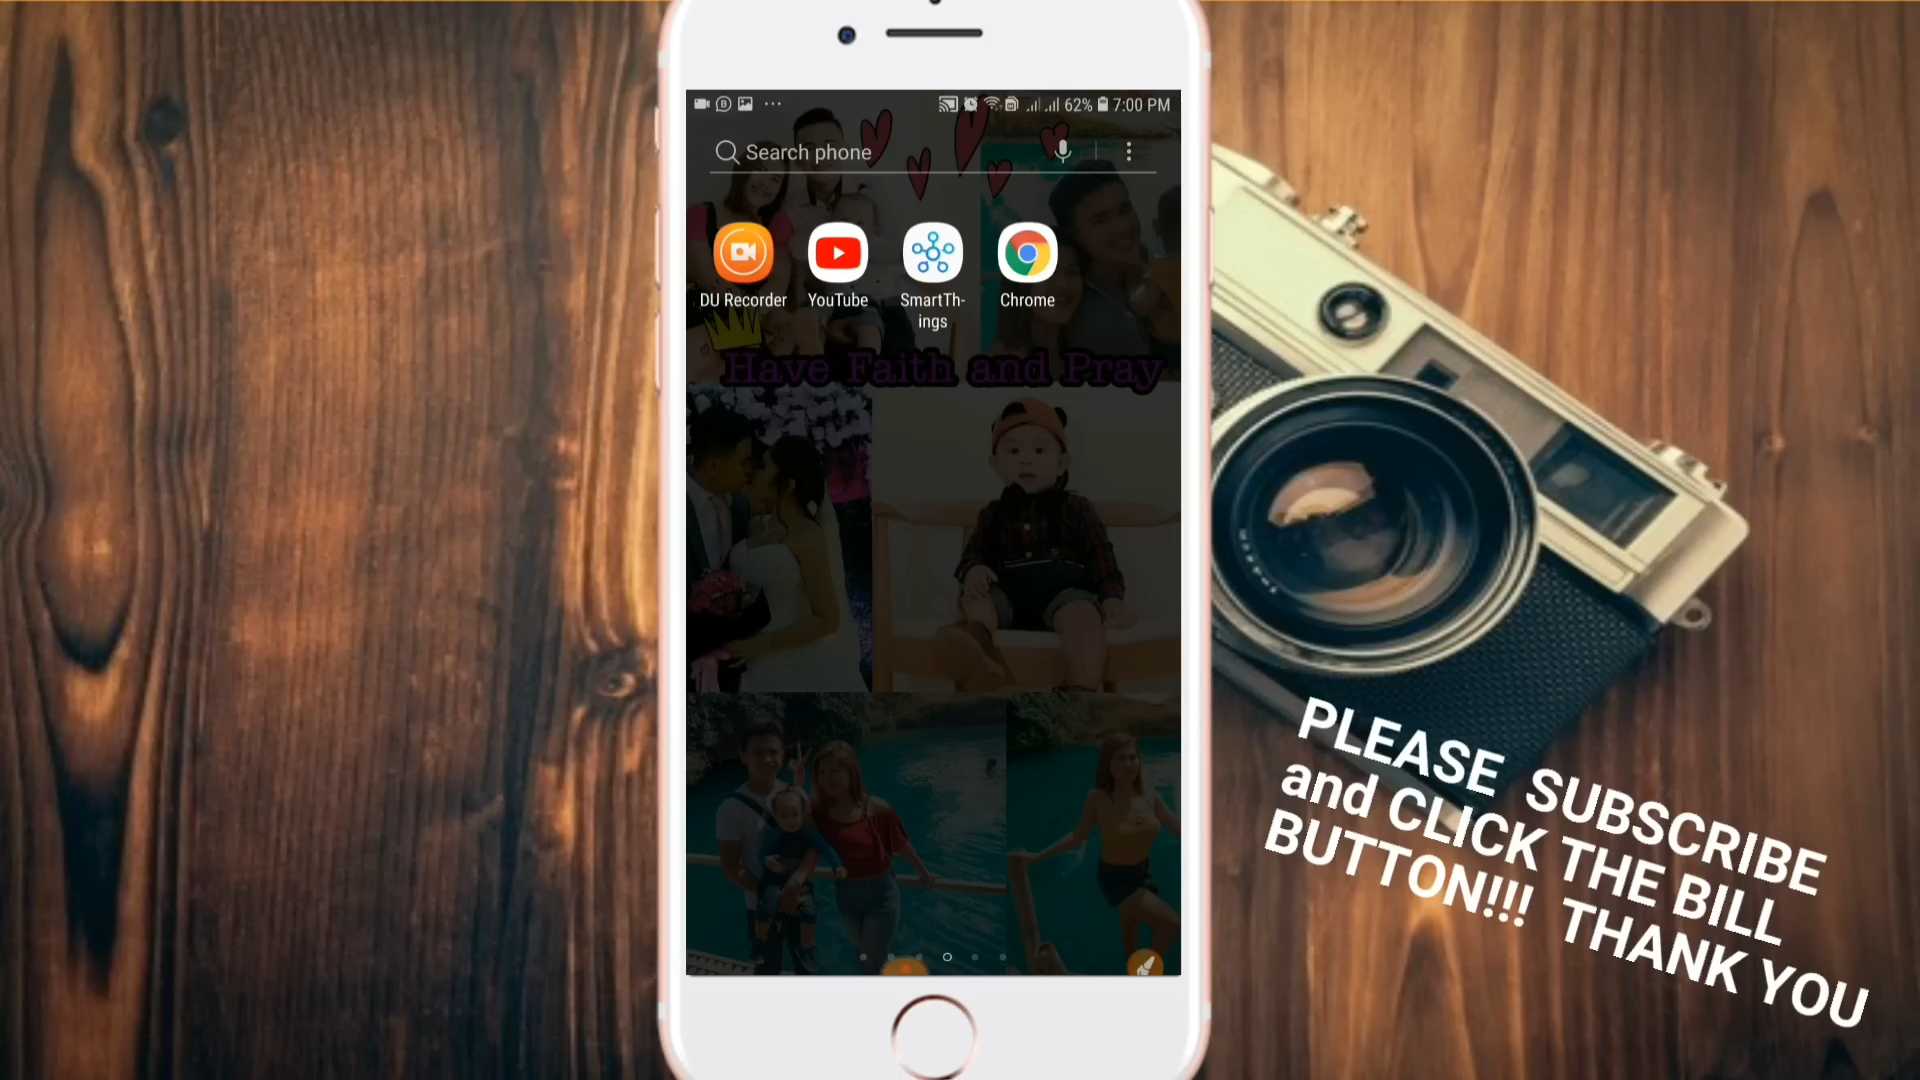 62% 7:00 PM
Search phone
DU Recorder
YouTube
SmartTh-
ings
Chrome
Have Faith and Pray
PLEASE SUBSCRIBE
and CLICK THE BILL
BUTTON!!! THANK YOU